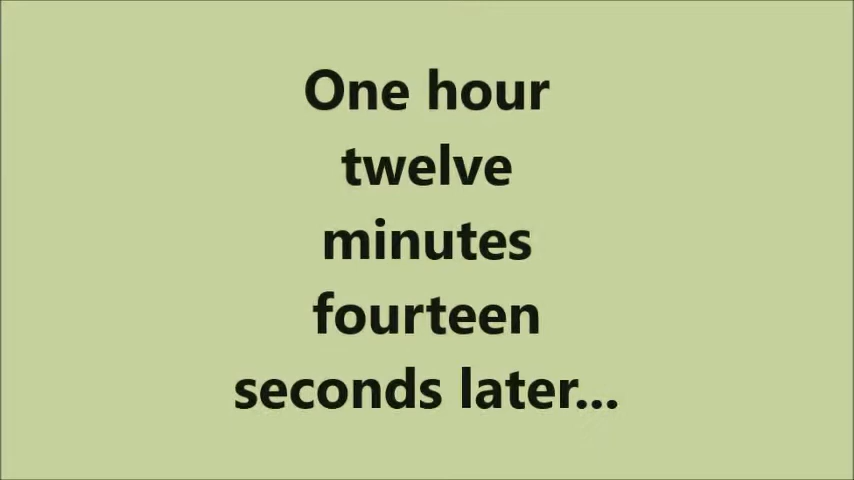 One hour
twelve
minutes
fourteen
seconds later...